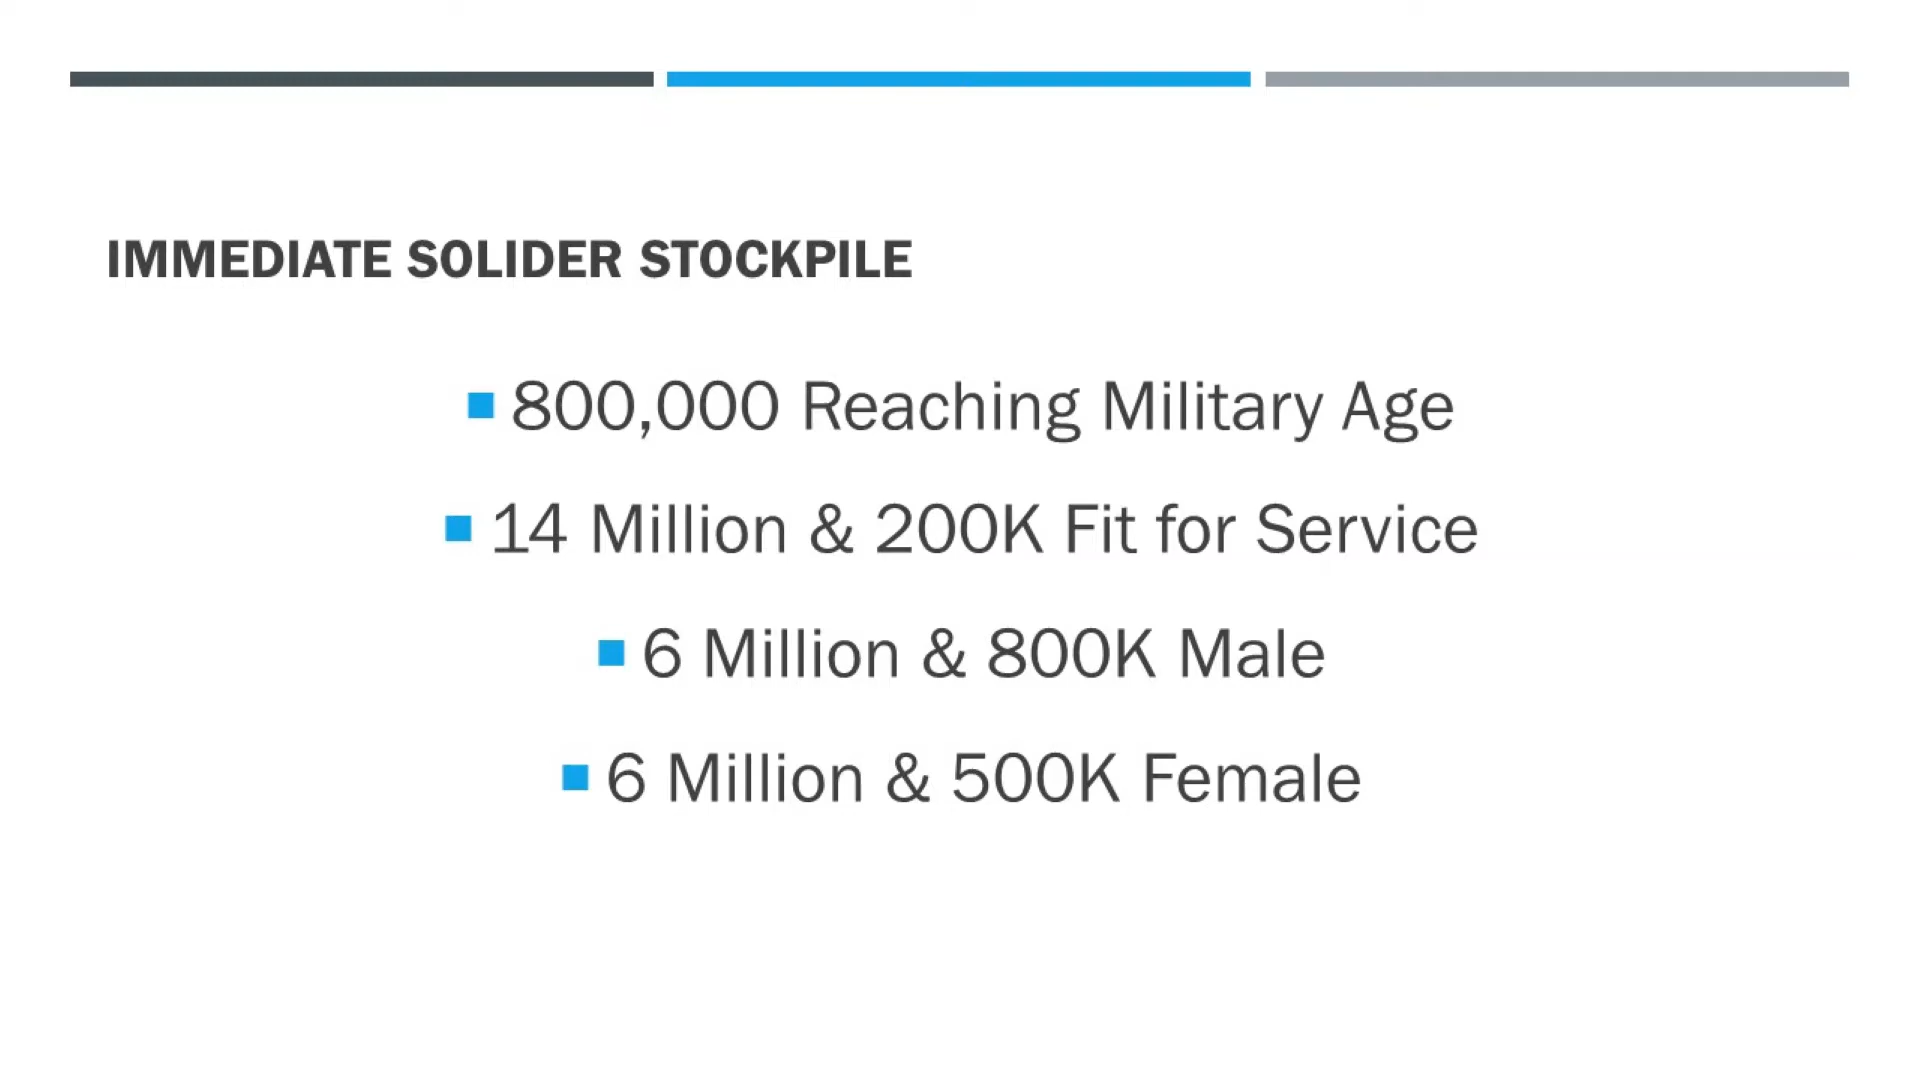 IMMEDIATE SOLIDER STOCKPILE
800,000 Reaching Military Age
14 Million & 200K Fit for Service
6 Million & 800K Male
6 Million & 500K Female